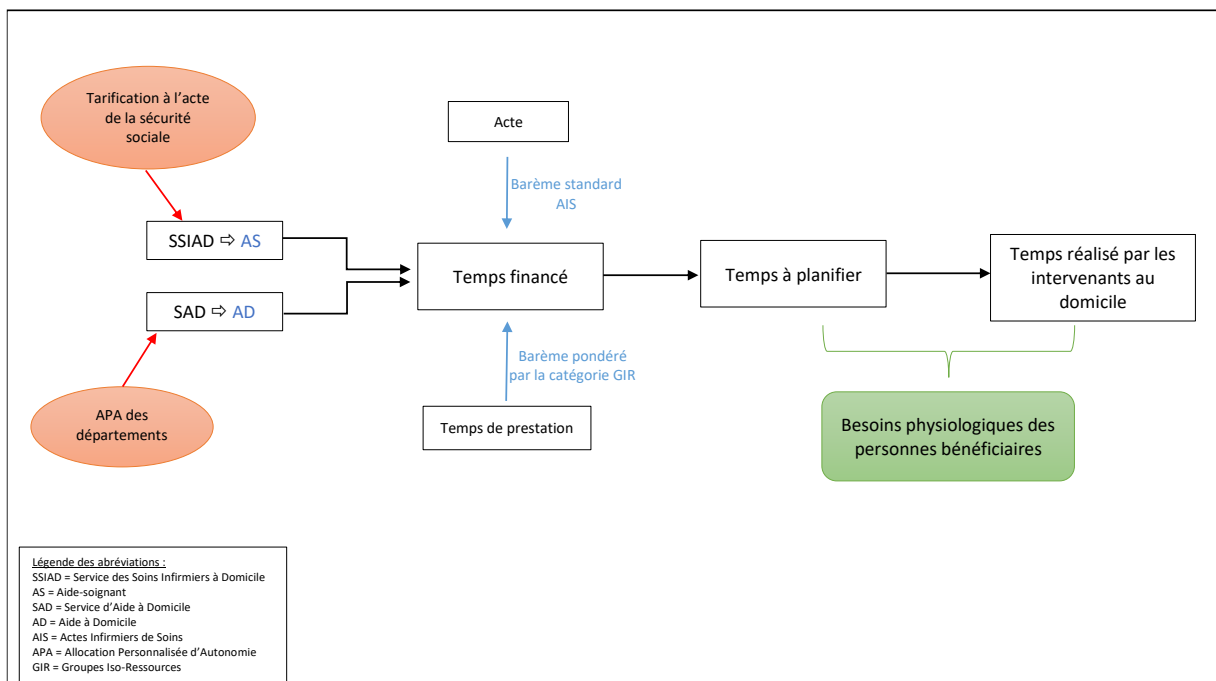 Tarification à l'acte
de la sécurité
sociale
Acte
Barème standard
AIS
SSIAD ⇨ AS
Temps financé
Temps à planifier
Temps réalisé par les
intervenants au
domicile
SAD ⇨ AD
Barème pondéré
par la catégorie GIR
APA des
départements
Temps de prestation
Besoins physiologiques des
personnes bénéficiaires
Légende des abréviations :
SSIAD = Service des Soins Infirmiers à Domicile
AS = Aide-soignant
SAD = Service d'Aide à Domicile
AD = Aide à Domicile
AIS = Actes Infirmiers de Soins
APA = Allocation Personnalisée d'Autonomie
GIR = Groupes Iso-Ressources